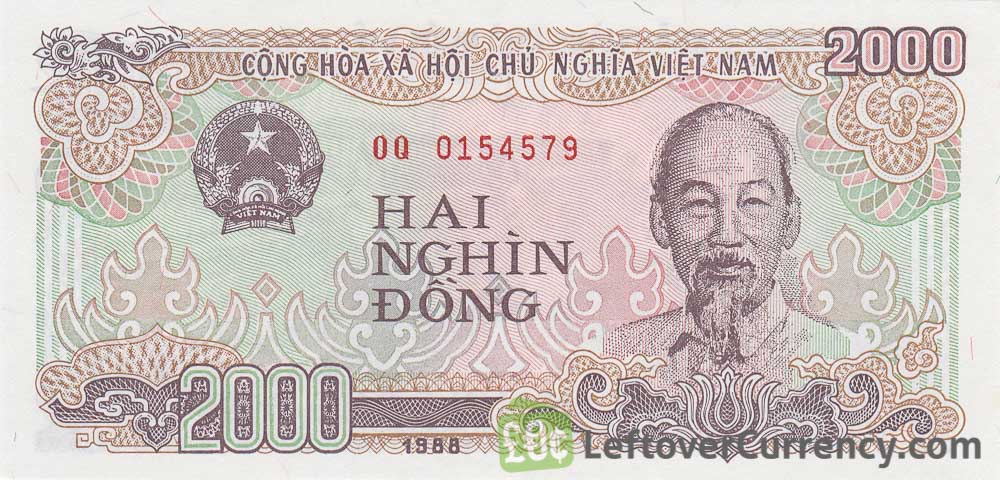 CỘNG HÒA XÃ HỘI CHỦ NGHĨA VIỆT NAM
2000
OQ 0154579
VIỆT NAM
HAI
NGHÌN
ĐỒNG
2000
1988
£$¢ LeftoverCurrency.com